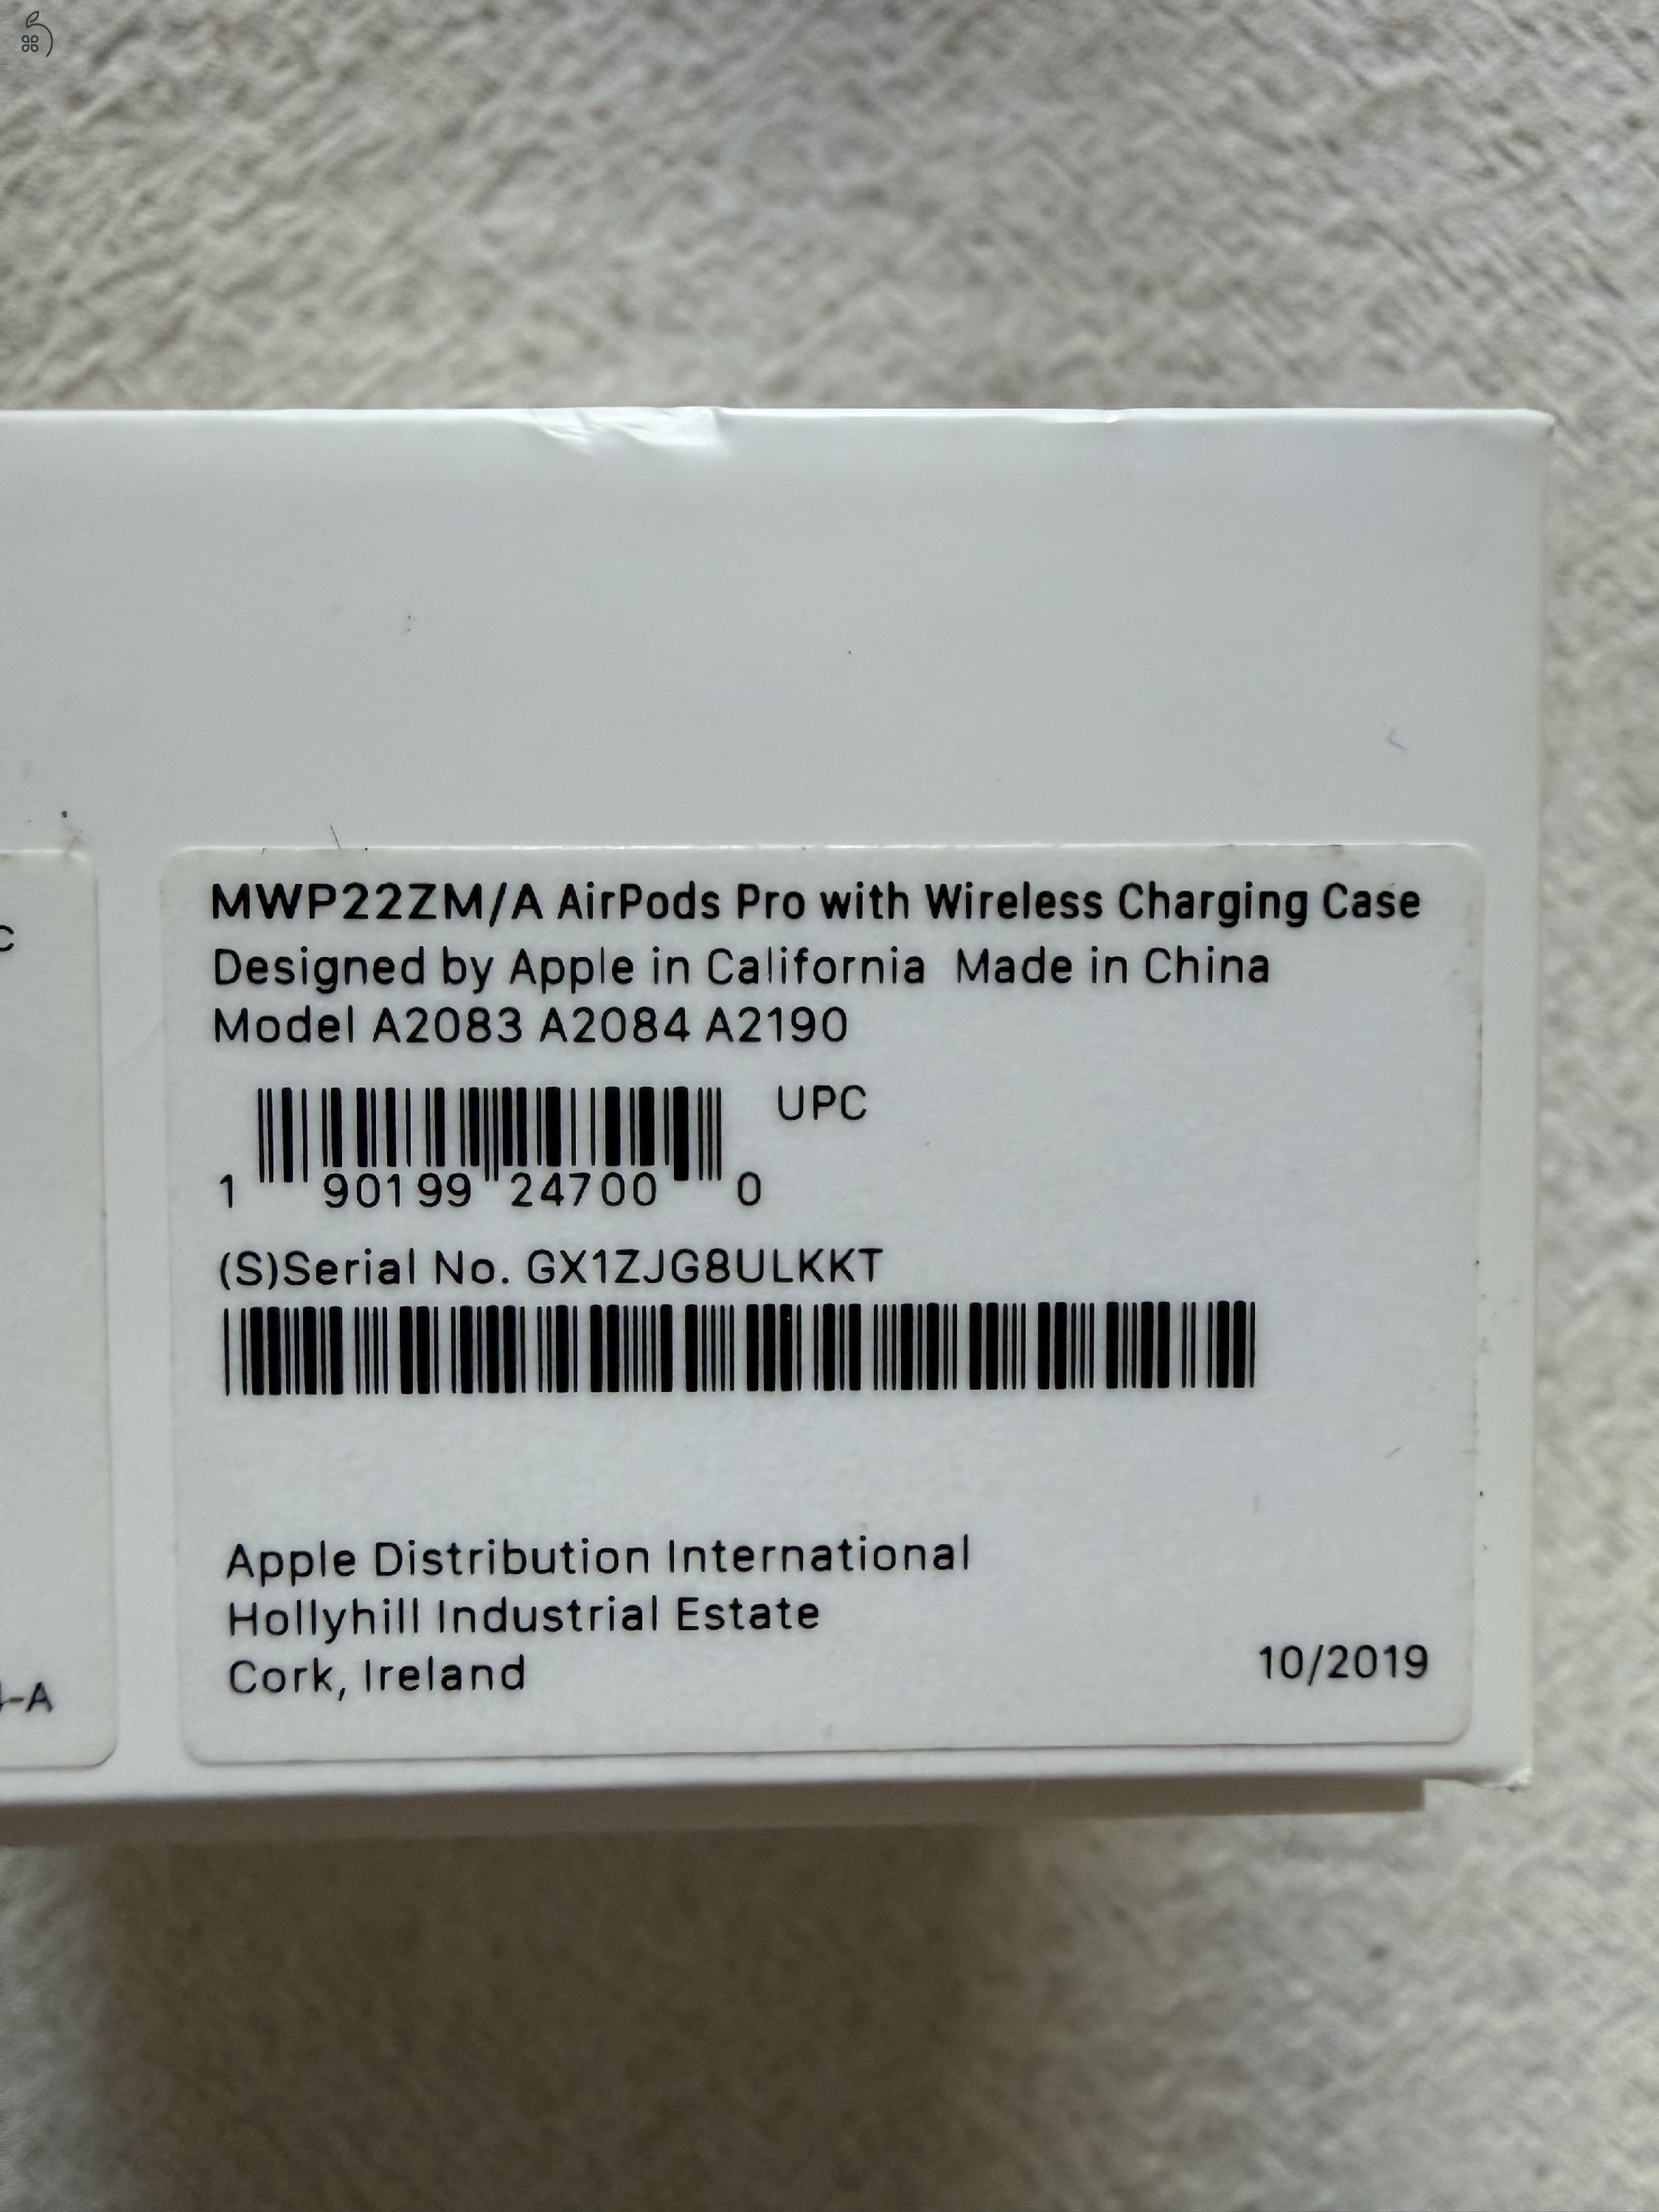 MWP22ZM/A AirPods Pro with Wireless Charging Case
Designed by Apple in California  Made in China
Model A2083 A2084 A2190
UPC
1 90199 24700 0
(S)Serial No. GX1ZJG8ULKKT
Apple Distribution International
Hollyhill Industrial Estate
Cork, Ireland
10/2019
C
-A